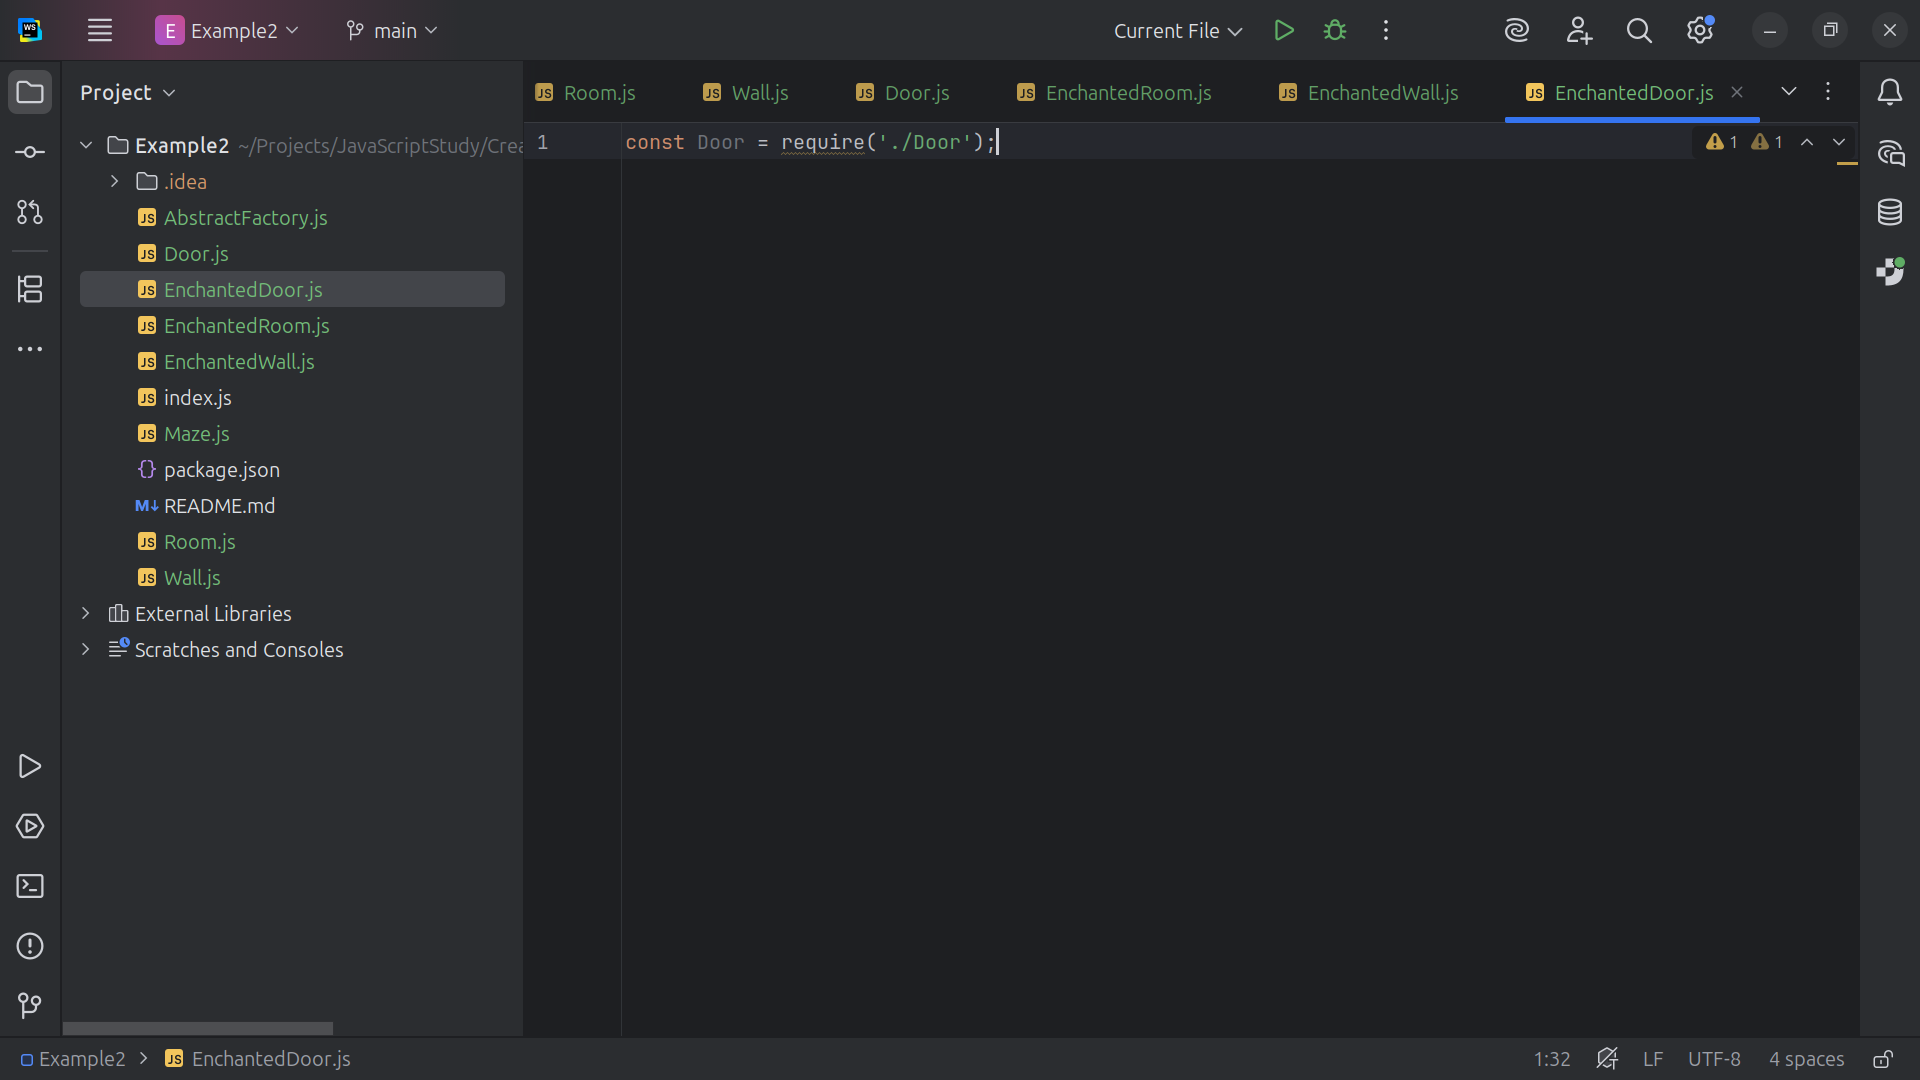 E Example2
main
Current File
Project
Room.js
Wall.js
Door.js
EnchantedRoom.js
EnchantedWall.js
EnchantedDoor.js
Example2 ~/Projects/JavaScriptStudy/Crea
.idea
AbstractFactory.js
Door.js
EnchantedDoor.js
EnchantedRoom.js
EnchantedWall.js
index.js
Maze.js
package.json
README.md
Room.js
Wall.js
External Libraries
Scratches and Consoles
1 const Door = require('./Door');
1 1
Example2 > EnchantedDoor.js
1:32 LF UTF-8 4 spaces